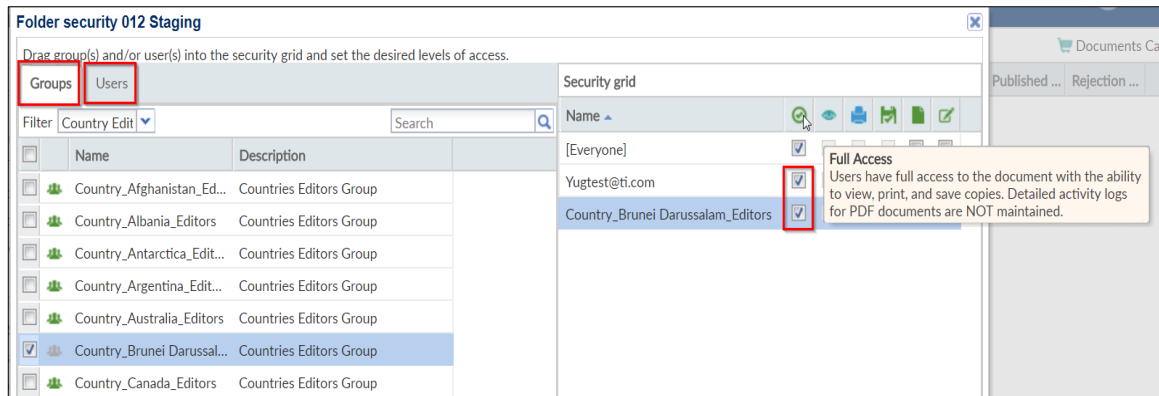 Folder security 012 Staging
Drag group(s) and/or user(s) into the security grid and set the desired levels of access.
Documents Ca
Groups Users
Security grid
Published ... Rejection ...
Filter Country Edit Search
Name
Name Description
[Everyone]
Country_Afghanistan_Ed... Countries Editors Group
Yugtest@ti.com
Full Access
Users have full access to the document with the ability
to view, print, and save copies. Detailed activity logs
for PDF documents are NOT maintained.
Country_Albania_Editors Countries Editors Group
Country_Brunei Darussalam_Editors
Country_Antarctica_Edit... Countries Editors Group
Country_Argentina_Edit... Countries Editors Group
Country_Australia_Editors Countries Editors Group
Country_Brunei Darussal... Countries Editors Group
Country_Canada_Editors Countries Editors Group